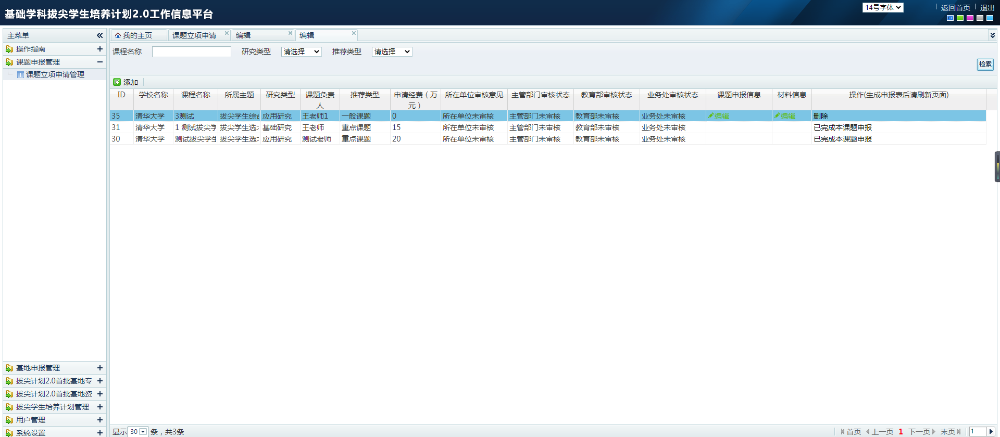 基础学科拔尖学生培养计划2.0工作信息平台
14号字体
返回首页
退出
主菜单
操作指南
课题申报管理
课题立项申请管理
基地申报管理
拔尖计划2.0首批基地专
拔尖计划2.0首批基地资
拔尖学生培养计划管理
用户管理
系统设置
我的主页 课题立项申请 编辑 编辑
课程名称 研究类型 请选择 推荐类型 请选择
检索
添加
ID 学校名称 课程名称 所属主题 研究类型 课题负责人 推荐类型 申请经费（万元） 所在单位审核意见 主管部门审核状态 教育部审核状态 业务处审核状态 课题申报信息 材料信息 操作(生成申报表后请刷新页面)
35 清华大学 3测试 拔尖学生综合 应用研究 王老师1 一般课题 0 所在单位未审核 主管部门未审核 教育部未审核 业务处未审核 编辑 编辑 删除
31 清华大学 1 测试拔尖学 拔尖学生选 基础研究 王老师 重点课题 15 所在单位未审核 主管部门未审核 教育部未审核 业务处未审核 已完成本课题申报
30 清华大学 测试拔尖学生 拔尖学生选 应用研究 测试老师 重点课题 20 所在单位未审核 主管部门未审核 教育部未审核 业务处未审核 已完成本课题申报
显示 30 条，共3条
首页 上一页 1 下一页 末页 1